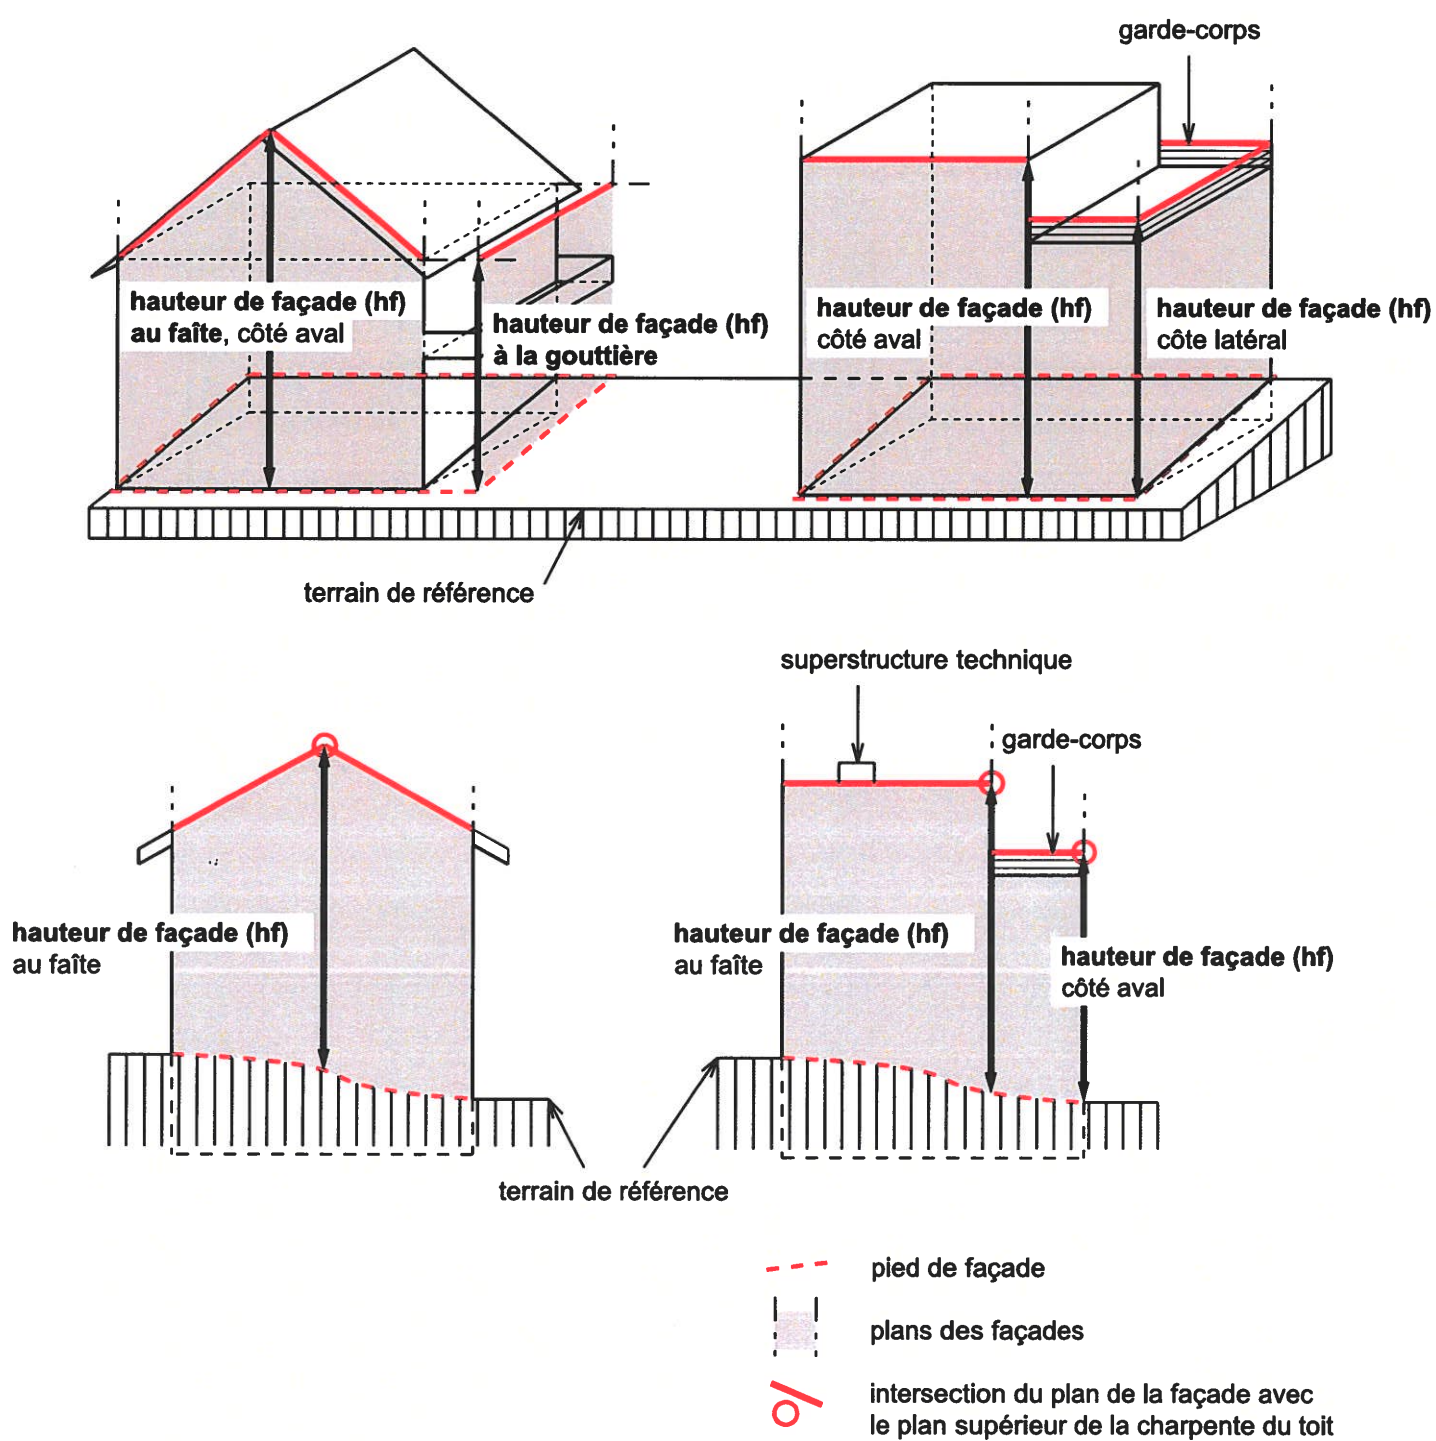 garde-corps
hauteur de façade (hf)
au faîte, côté aval
hauteur de façade (hf)
à la gouttière
hauteur de façade (hf)
côté aval
hauteur de façade (hf)
côte latéral
terrain de référence
superstructure technique
garde-corps
hauteur de façade (hf)
au faîte
hauteur de façade (hf)
au faîte
hauteur de façade (hf)
côté aval
terrain de référence
pied de façade
plans des façades
intersection du plan de la façade avec
le plan supérieur de la charpente du toit